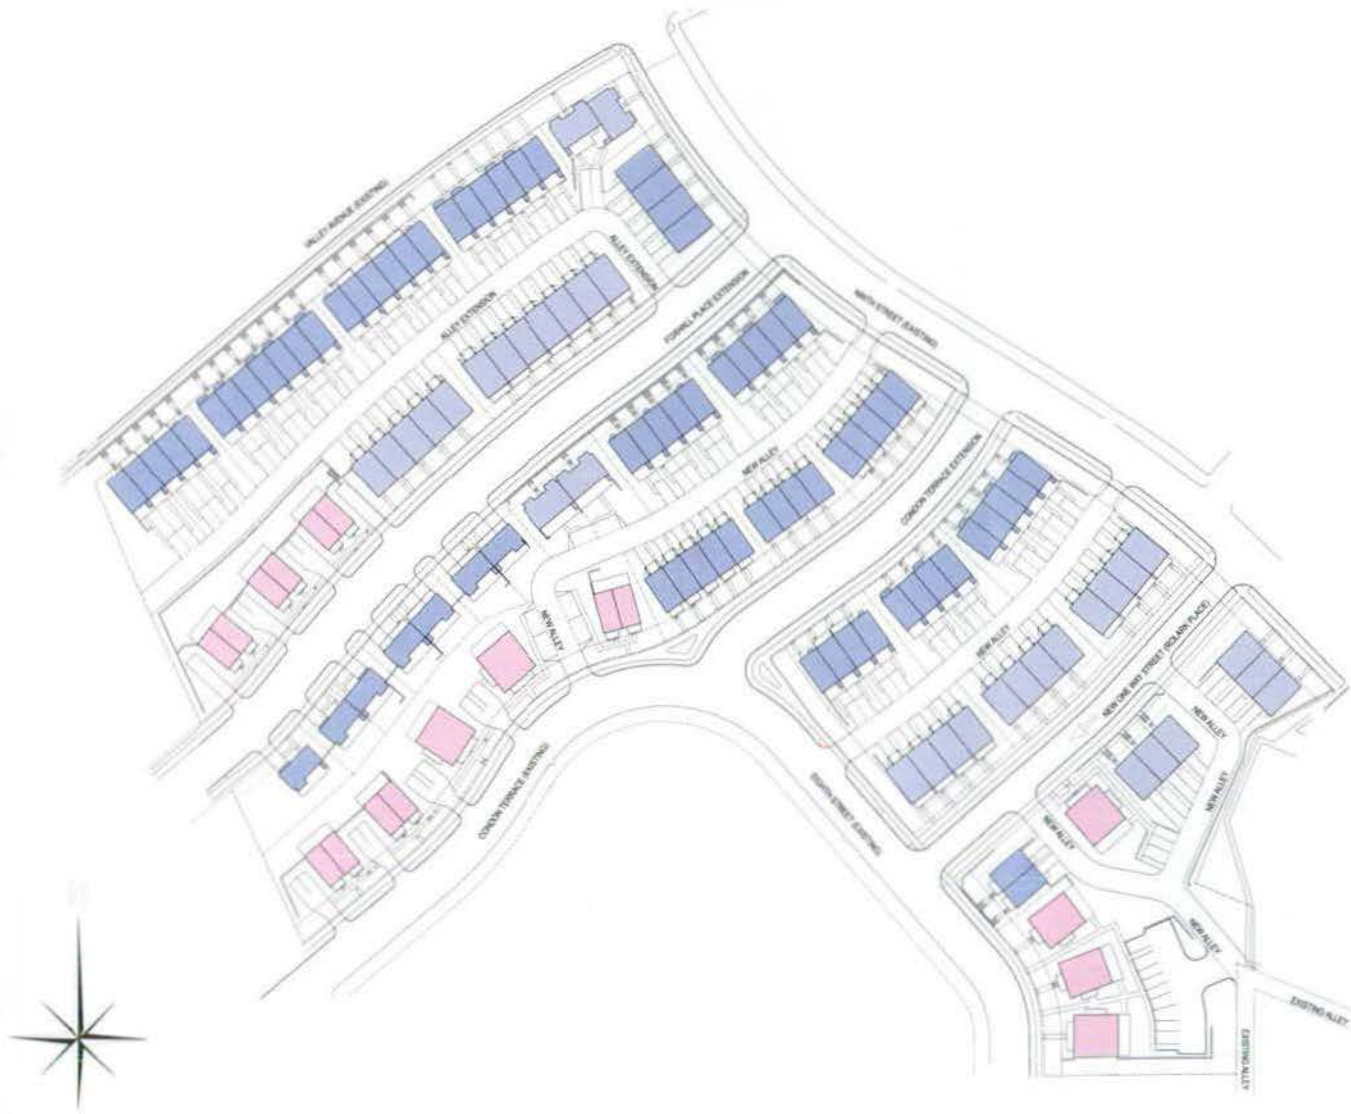 VALLEY AVENUE (EXISTING)
ALLEY EXTENSION
ALLEY EXTENSION
FOXHILL PLACE EXTENSION
NINTH STREET (EXISTING)
NEW ALLEY
CONDON TERRACE EXTENSION
NEW ALLEY
NEW ALLEY
NEW ONE WAY STREET (ROLARK PLACE)
NEW ALLEY
NEW ALLEY
CONDON TERRACE (EXISTING)
EIGHTH STREET (EXISTING)
NEW ALLEY
NEW ALLEY
EXISTING ALLEY
EXISTING ALLEY